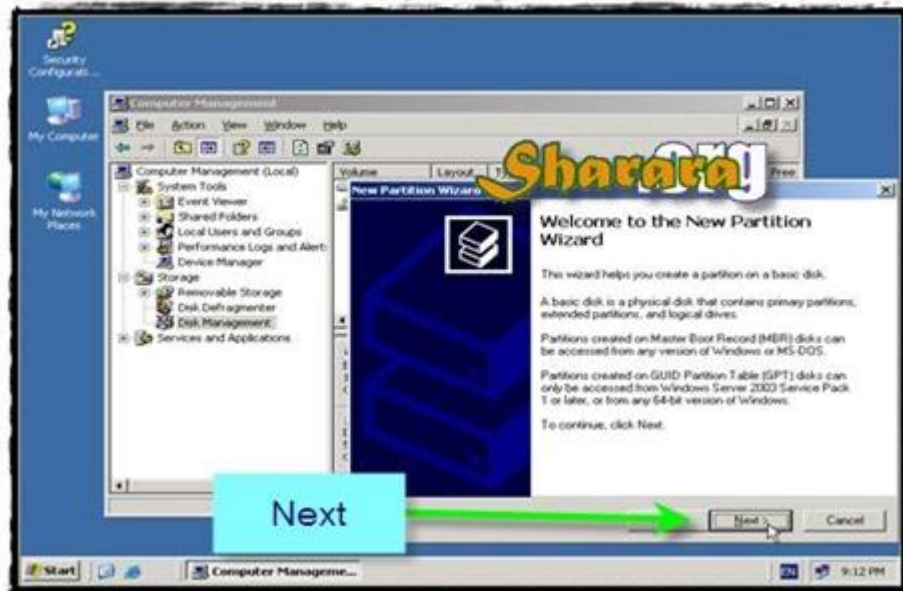 Security
Configurati...
My Computer
My Network
Places
Computer Management
File Action View Window Help
Computer Management (Local)
System Tools
Event Viewer
Shared Folders
Local Users and Groups
Performance Logs and Alert
Device Manager
Storage
Removable Storage
Disk Defragmenter
Disk Management
Services and Applications
Volume Layout Free
Sharara
.org
New Partition Wizard
Welcome to the New Partition
Wizard
This wizard helps you create a partition on a basic disk.
A basic disk is a physical disk that contains primary partitions,
extended partitions, and logical drives.
Partitions created on Master Boot Record (MBR) disks can
be accessed from any version of Windows or MS-DOS.
Partitions created on GUID Partition Table (GPT) disks can
only be accessed from Windows Server 2003 Service Pack
1 or later, or from any 64-bit version of Windows.
To continue, click Next.
Next
Next > Cancel
Start Computer Manageme... EN 9:12 PM